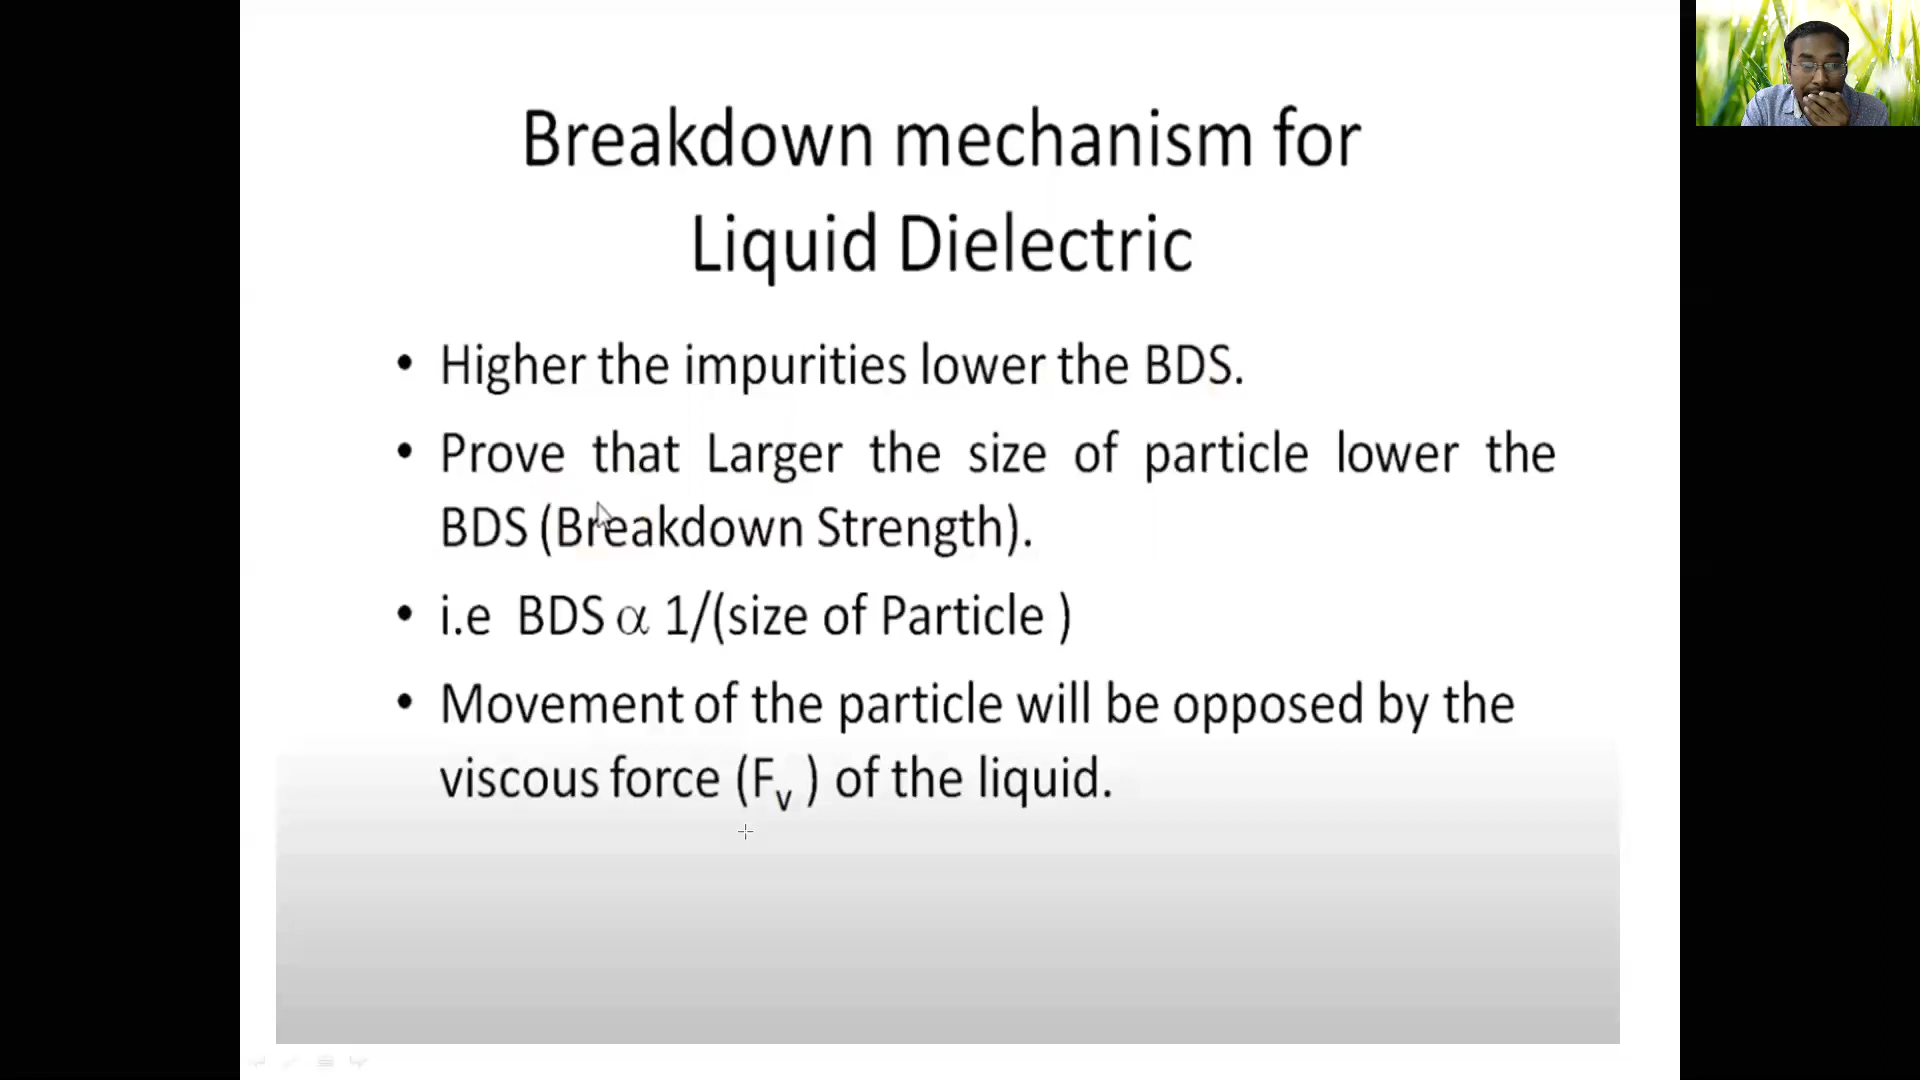 Breakdown mechanism for
Liquid Dielectric
• Higher the impurities lower the BDS.
• Prove that Larger the size of particle lower the
BDS (Breakdown Strength).
• i.e BDS α 1/(size of Particle )
• Movement of the particle will be opposed by the
viscous force (Fv ) of the liquid.